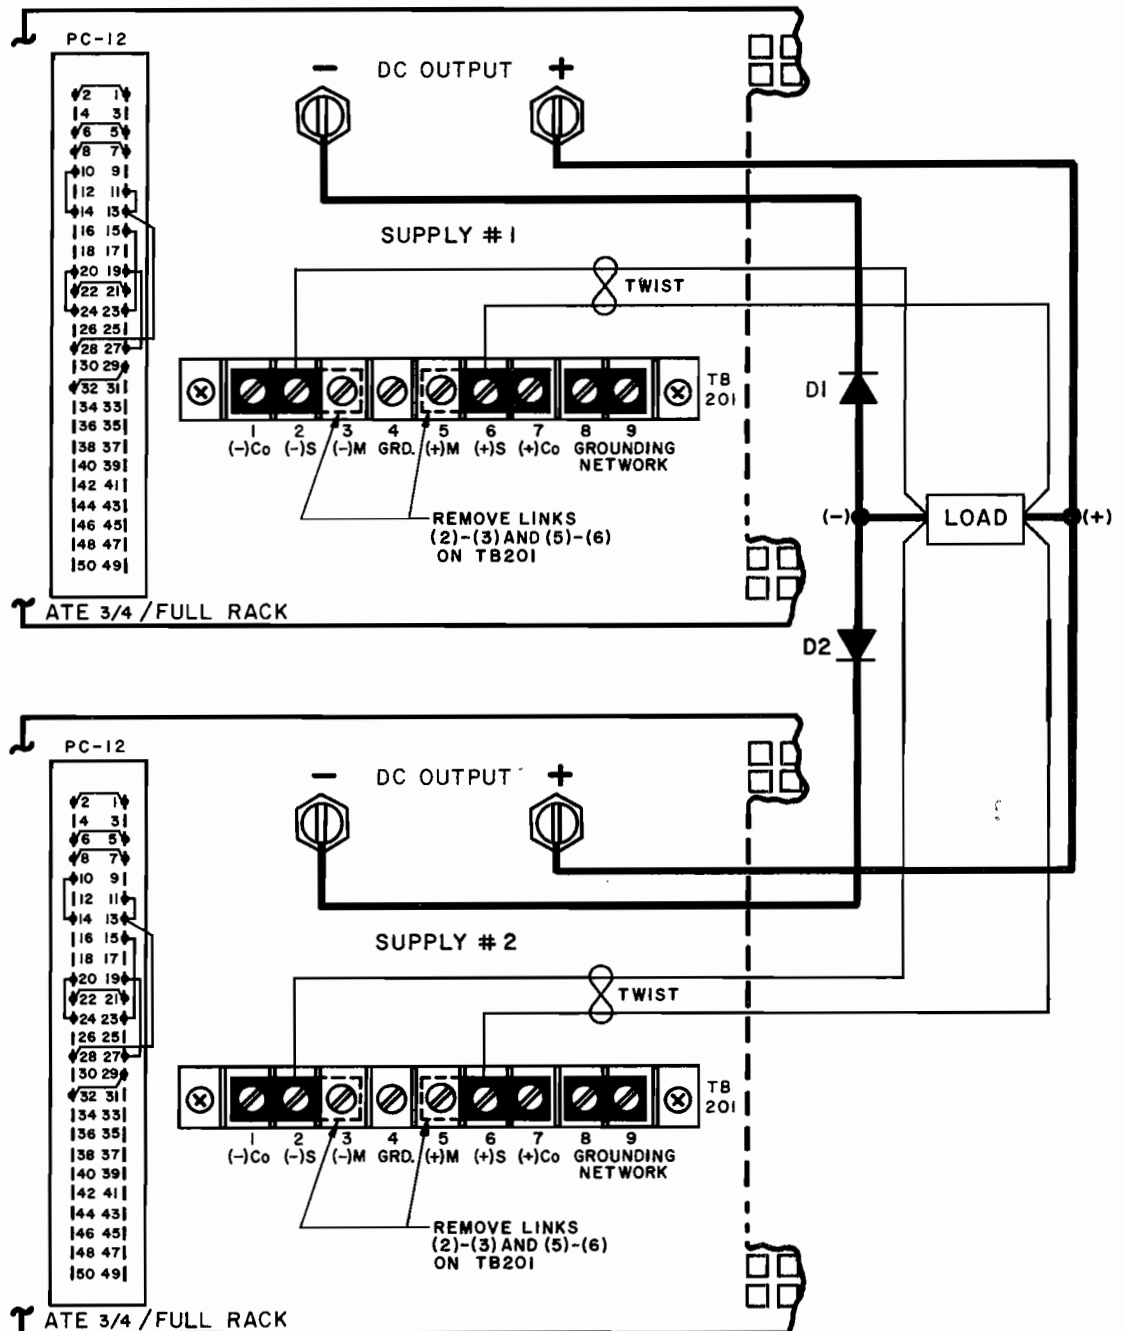 PC-12
2 1
4 3
6 5
8 7
10 9
12 11
14 13
16 15
18 17
20 19
22 21
24 23
26 25
28 27
30 29
32 31
34 33
36 35
38 37
40 39
42 41
44 43
46 45
48 47
50 49
− DC OUTPUT +
SUPPLY #1
TWIST
TB
201
1 2 3 4 5 6 7 8 9
(-)Co (-)S (-)M GRD. (+)M (+)S (+)Co GROUNDING
NETWORK
REMOVE LINKS
(2)-(3) AND (5)-(6)
ON TB201
ATE 3/4 / FULL RACK
D1
(-) LOAD (+)
D2
PC-12
2 1
4 3
6 5
8 7
10 9
12 11
14 13
16 15
18 17
20 19
22 21
24 23
26 25
28 27
30 29
32 31
34 33
36 35
38 37
40 39
42 41
44 43
46 45
48 47
50 49
− DC OUTPUT +
SUPPLY #2
TWIST
TB
201
1 2 3 4 5 6 7 8 9
(-)Co (-)S (-)M GRD. (+)M (+)S (+)Co GROUNDING
NETWORK
REMOVE LINKS
(2)-(3) AND (5)-(6)
ON TB201
ATE 3/4 / FULL RACK